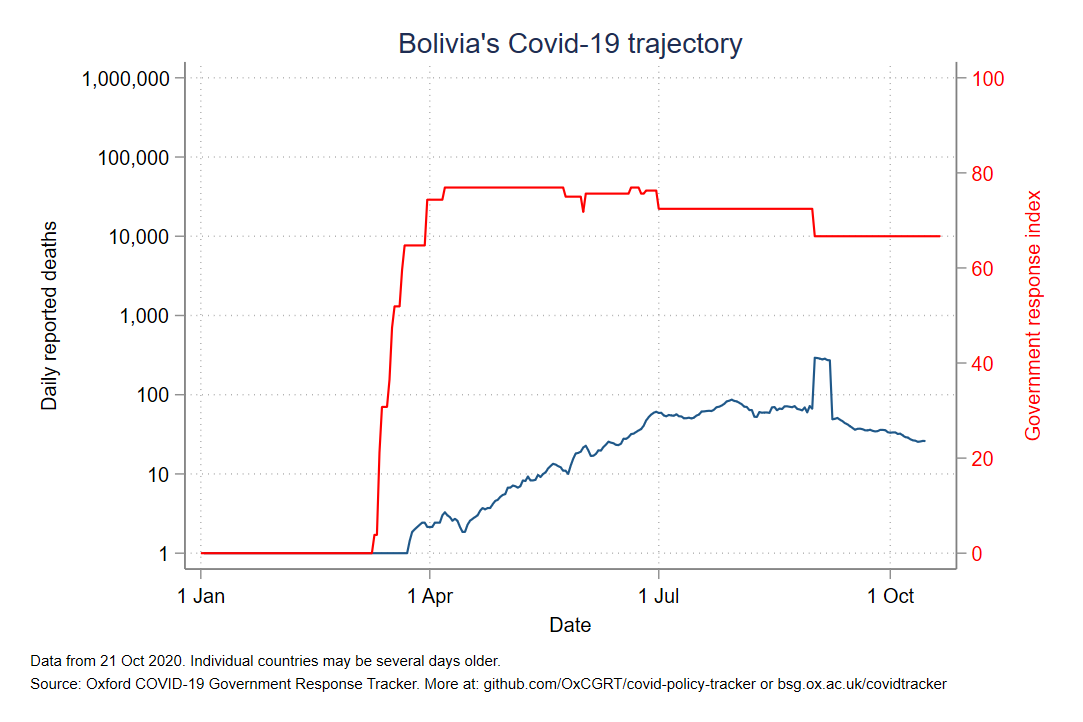 Bolivia's Covid-19 trajectory
1,000,000
100,000
10,000
1,000
100
10
1
Daily reported deaths
100
80
60
40
20
0
Government response index
1 Jan
1 Apr
1 Jul
1 Oct
Date
Data from 21 Oct 2020. Individual countries may be several days older.
Source: Oxford COVID-19 Government Response Tracker. More at: github.com/OxCGRT/covid-policy-tracker or bsg.ox.ac.uk/covidtracker